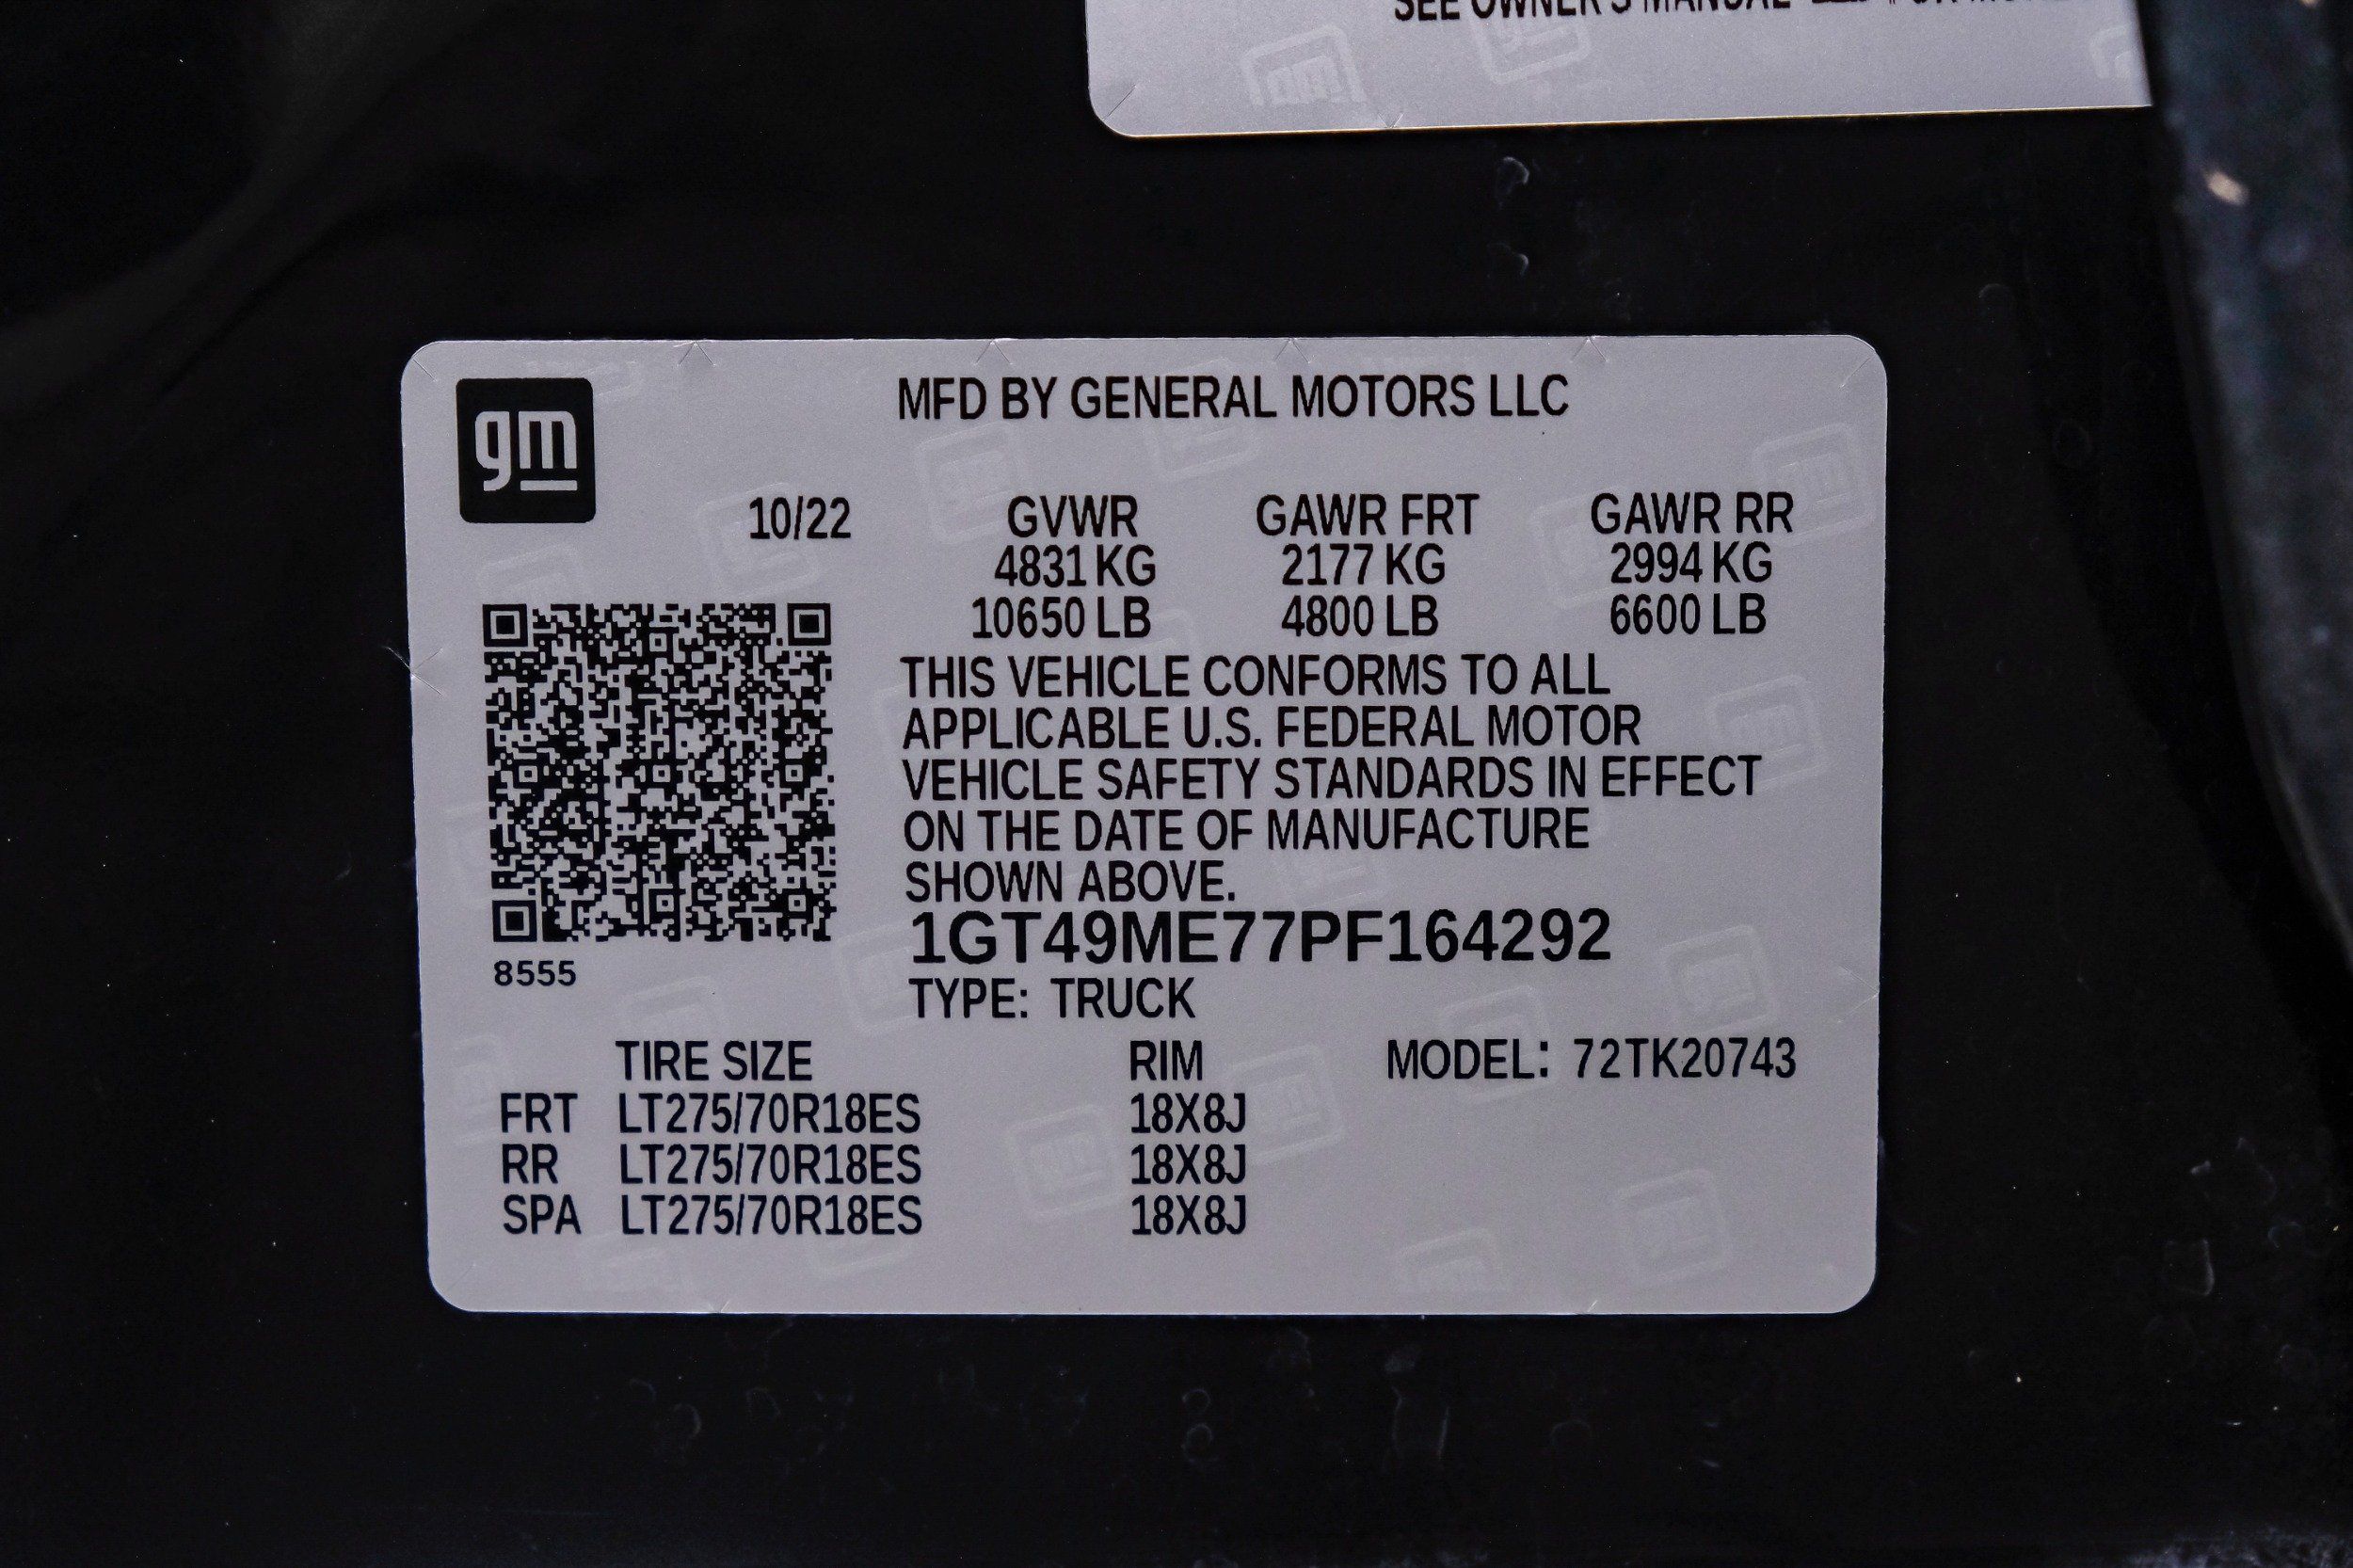 SEE OWNER'S MANUAL
gm
MFD BY GENERAL MOTORS LLC
10/22 GVWR GAWR FRT GAWR RR
4831 KG 2177 KG 2994 KG
10650 LB 4800 LB 6600 LB
THIS VEHICLE CONFORMS TO ALL
APPLICABLE U.S. FEDERAL MOTOR
VEHICLE SAFETY STANDARDS IN EFFECT
ON THE DATE OF MANUFACTURE
SHOWN ABOVE.
1GT49ME77PF164292
8555
TYPE: TRUCK
TIRE SIZE RIM MODEL: 72TK20743
FRT LT275/70R18ES 18X8J
RR LT275/70R18ES 18X8J
SPA LT275/70R18ES 18X8J